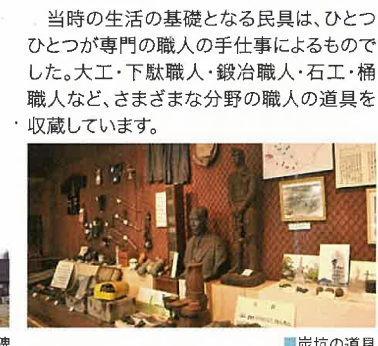 当時の生活の基礎となる民具は、ひとつ
ひとつが専門の職人の手仕事によるもので
した。大工・下駄職人・鍛冶職人・石工・桶
職人など、さまざまな分野の職人の道具を
収蔵しています。
■炭坑の道具